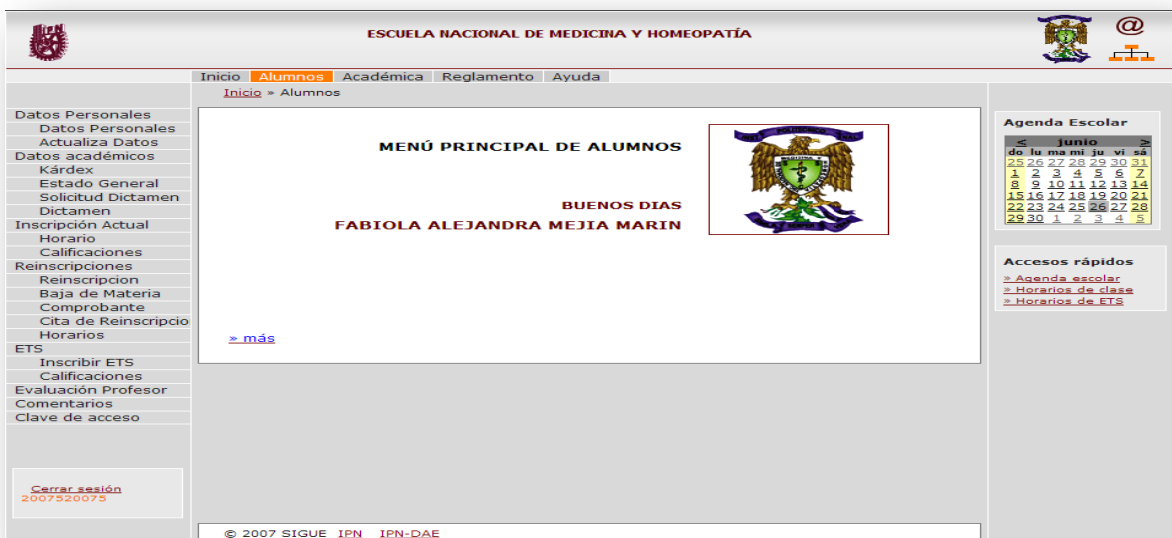 ESCUELA NACIONAL DE MEDICINA Y HOMEOPATÍA
@
Inicio Alumnos Académica Reglamento Ayuda
Inicio » Alumnos
Datos Personales
Datos Personales
Actualiza Datos
Datos académicos
Kárdex
Estado General
Solicitud Dictamen
Dictamen
Inscripción Actual
Horario
Calificaciones
Reinscripciones
Reinscripcion
Baja de Materia
Comprobante
Cita de Reinscripcio
Horarios
ETS
Inscribir ETS
Calificaciones
Evaluación Profesor
Comentarios
Clave de acceso
Cerrar sesión
2007520075
MENÚ PRINCIPAL DE ALUMNOS
BUENOS DIAS
FABIOLA ALEJANDRA MEJIA MARIN
» más
Agenda Escolar
< junio >
do lu ma mi ju vi sá
25 26 27 28 29 30 31
1 2 3 4 5 6 7
8 9 10 11 12 13 14
15 16 17 18 19 20 21
22 23 24 25 26 27 28
29 30 1 2 3 4 5
Accesos rápidos
» Agenda escolar
» Horarios de clase
» Horarios de ETS
© 2007 SIGUE IPN IPN-DAE